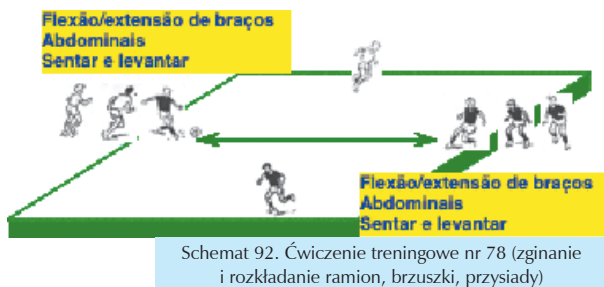 Flexão/extensão de braços
Abdominais
Sentar e levantar
Flexão/extensão de braços
Abdominais
Sentar e levantar
Schemat 92. Ćwiczenie treningowe nr 78 (zginanie
i rozkładanie ramion, brzuszki, przysiady)